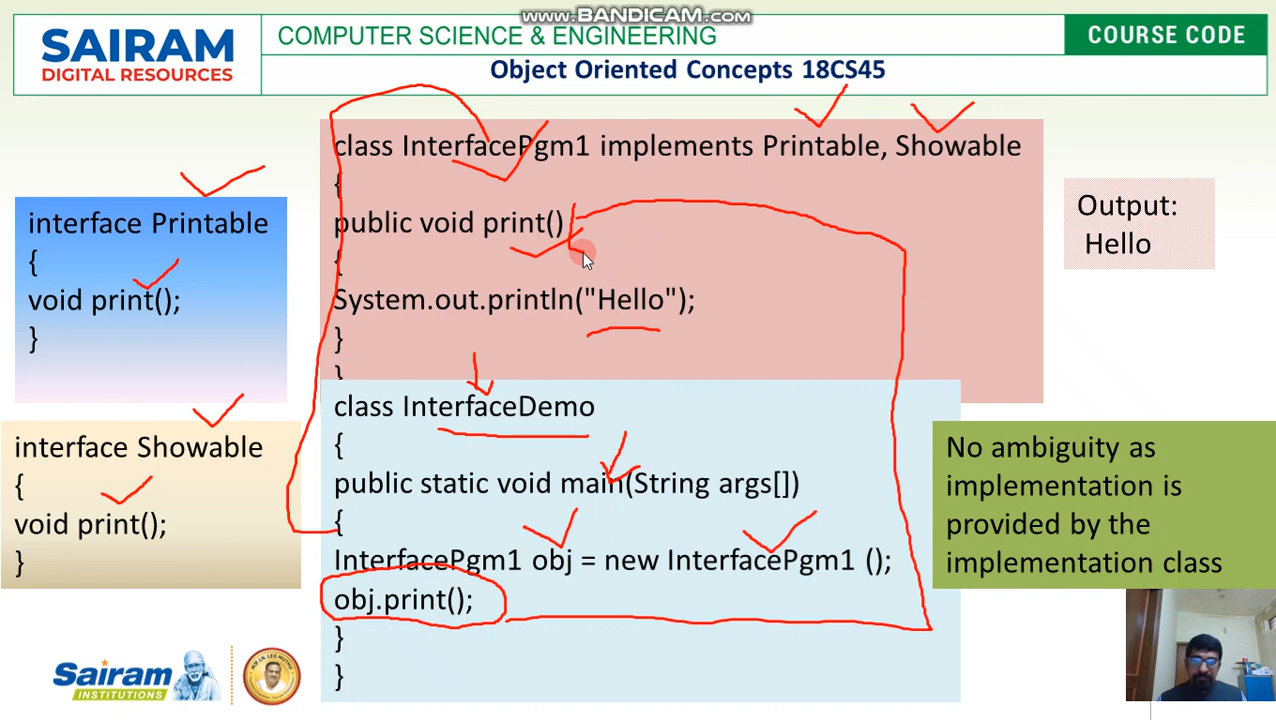 www.BANDICAM.com
SAIRAM
DIGITAL RESOURCES
COMPUTER SCIENCE & ENGINEERING
COURSE CODE
Object Oriented Concepts 18CS45
interface Printable
{
void print();
}
interface Showable
{
void print();
}
class InterfacePgm1 implements Printable, Showable
{
public void print()
{
System.out.println("Hello");
}
}
class InterfaceDemo
{
public static void main(String args[])
{
InterfacePgm1 obj = new InterfacePgm1 ();
obj.print();
}
}
Output:
Hello
No ambiguity as
implementation is
provided by the
implementation class
Sairam
INSTITUTIONS